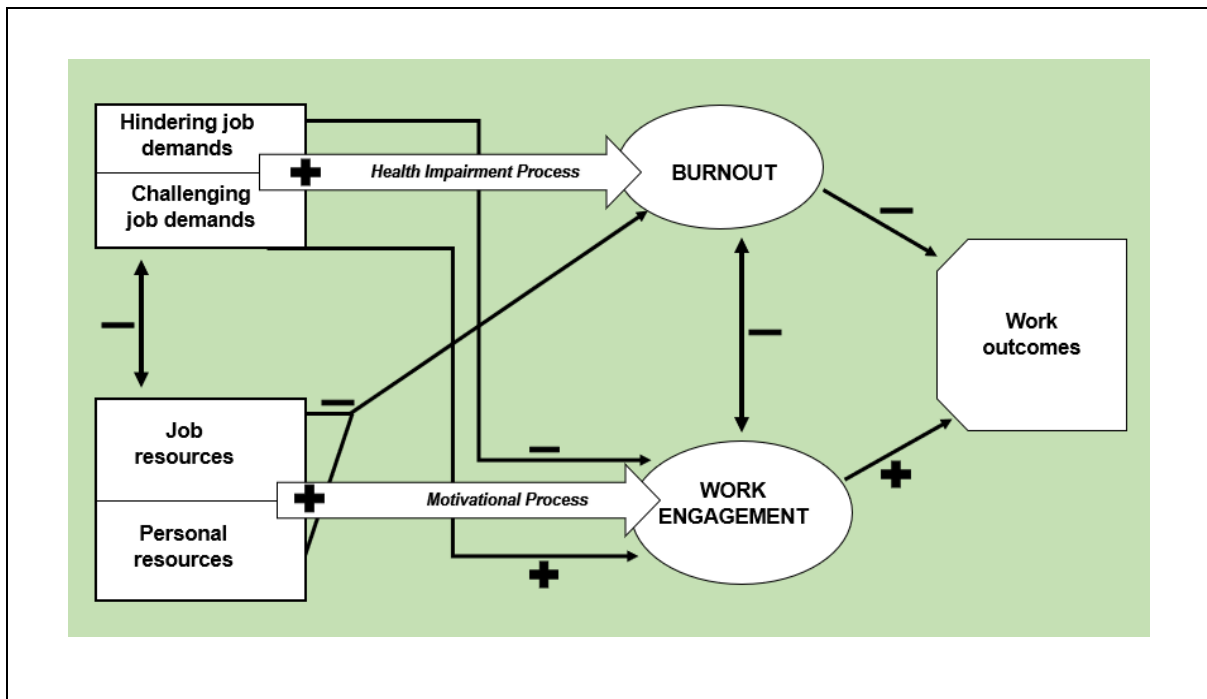 Hindering job
demands
Challenging
job demands
Health Impairment Process
BURNOUT
Work
outcomes
Job
resources
Personal
resources
Motivational Process
WORK
ENGAGEMENT